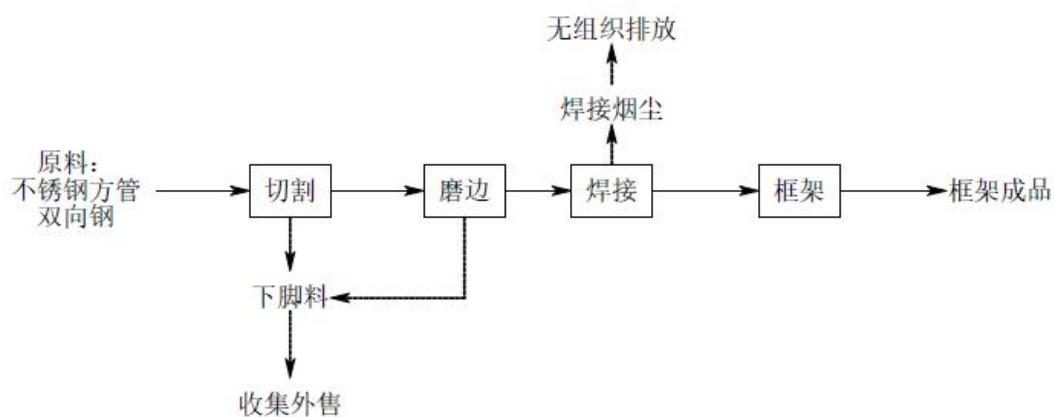 无组织排放
焊接烟尘
原料：
不锈钢方管
双向钢
切割
磨边
焊接
框架
框架成品
下脚料
收集外售